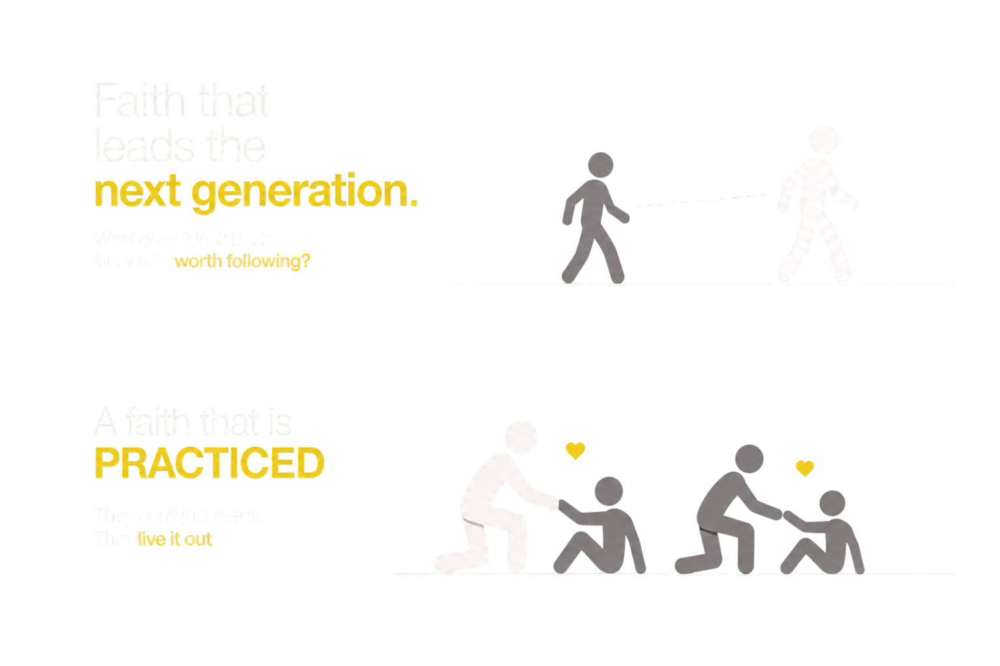 Faith that
leads the
next generation.
What does it look like to
live a faith worth following?
A faith that is
PRACTICED
They don't just see it.
They live it out